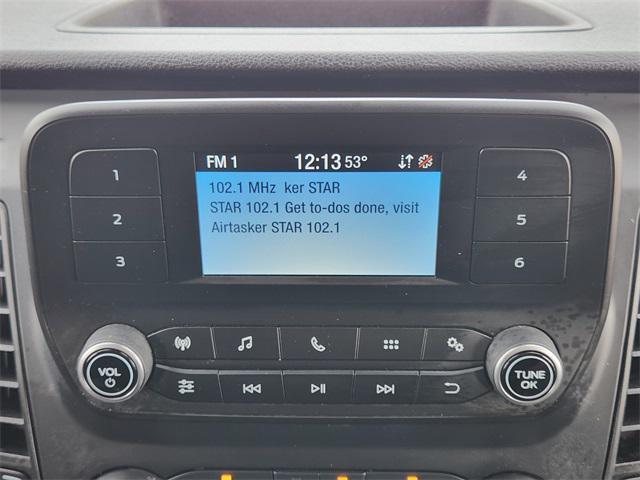 FM 1 12:13 53°
102.1 MHz ker STAR
STAR 102.1 Get to-dos done, visit
Airtasker STAR 102.1
1
2
3
4
5
6
VOL
TUNE
OK